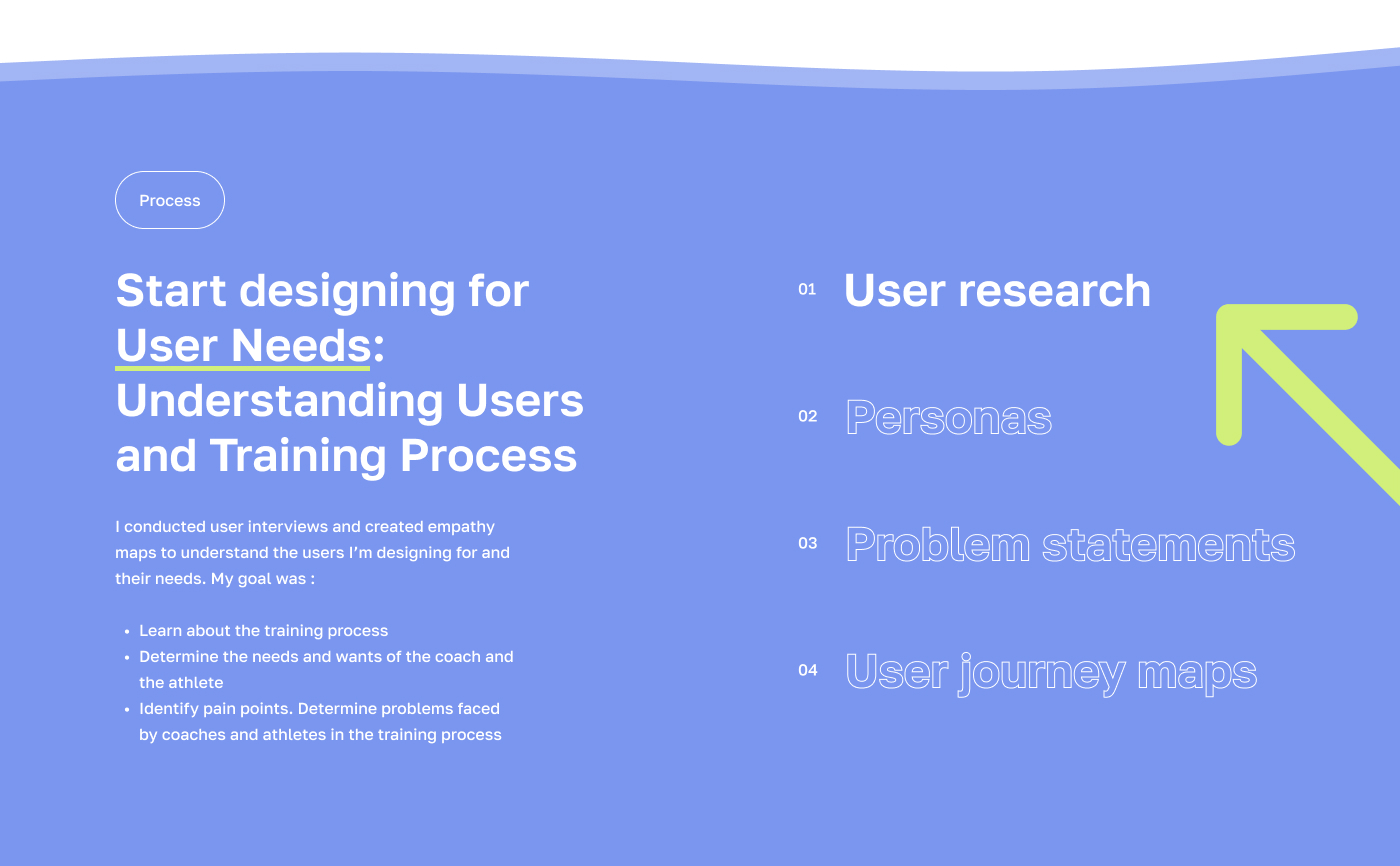 Process
Start designing for
User Needs:
Understanding Users
and Training Process
I conducted user interviews and created empathy
maps to understand the users I’m designing for and
their needs. My goal was :
• Learn about the training process
• Determine the needs and wants of the coach and
the athlete
• Identify pain points. Determine problems faced
by coaches and athletes in the training process
01 User research
02 Personas
03 Problem statements
04 User journey maps